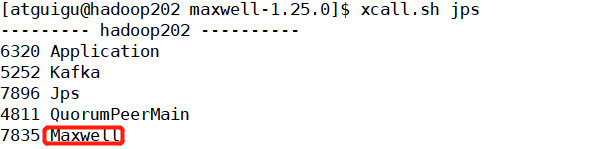 [atguigu@hadoop202 maxwell-1.25.0]$ xcall.sh jps
--------- hadoop202 ----------
6320 Application
5252 Kafka
7896 Jps
4811 QuorumPeerMain
7835 Maxwell